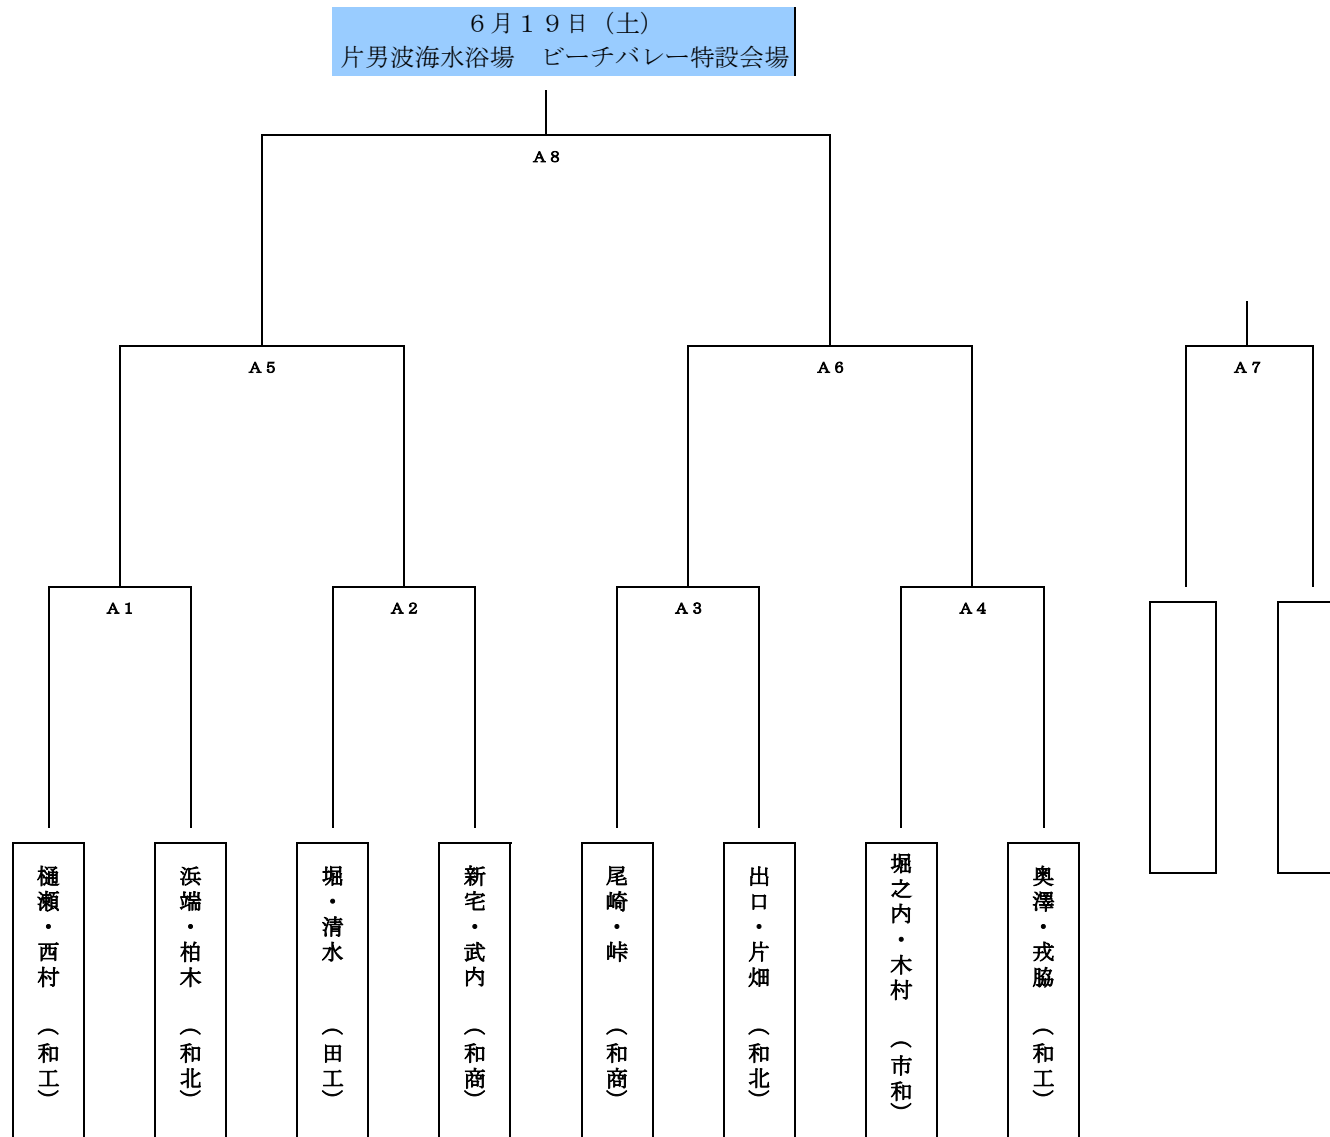 ６月１９日（土）
片男波海水浴場　ビーチバレー特設会場
Ａ８
Ａ５
Ａ６
Ａ７
Ａ１
Ａ２
Ａ３
Ａ４
樋瀬・西村　（和工）
浜端・柏木　（和北）
堀・清水　（田工）
新宅・武内　（和商）
尾崎・峠　（和商）
出口・片畑　（和北）
堀之内・木村　（市和）
奥澤・戎脇　（和工）